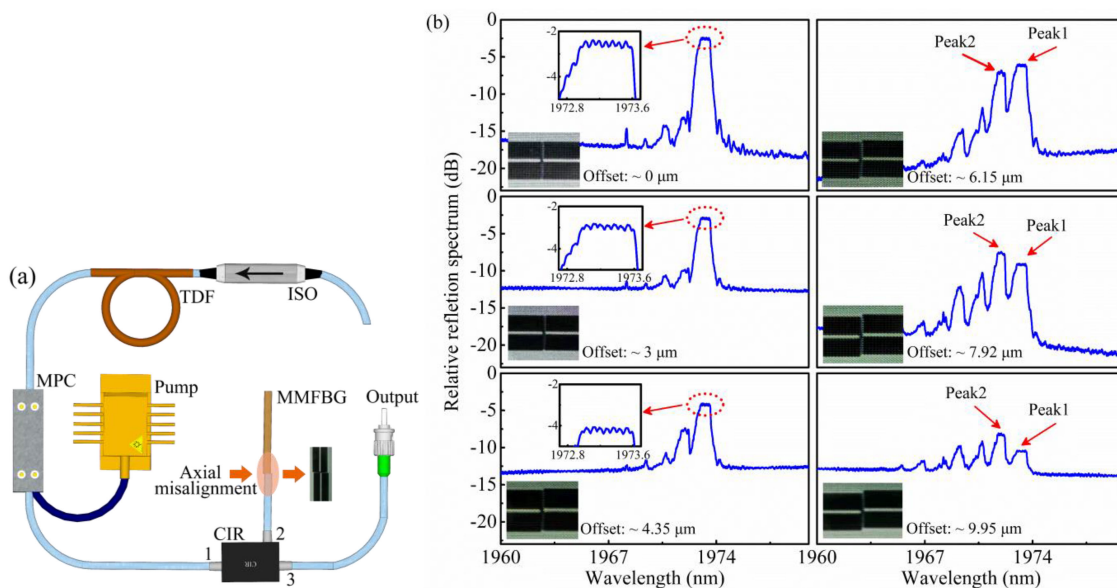 (a)
TDF
ISO
MPC
Pump
MMFBG
Output
Axial
misalignment
CIR
1
2
3
CIR
(b)
Relative refletion spectrum (dB)
0
-5
-10
-15
-20
-2
-4
1972.8
1973.6
Offset: ~ 0 μm
Peak2
Peak1
Offset: ~ 6.15 μm
0
-5
-10
-15
-20
-2
-4
1972.8
1973.6
Offset: ~ 3 μm
Peak2
Peak1
Offset: ~ 7.92 μm
0
-5
-10
-15
-20
-2
-4
1972.8
1973.6
Offset: ~ 4.35 μm
Peak2
Peak1
Offset: ~ 9.95 μm
1960
1967
1974
Wavelength (nm)
1960
1967
1974
Wavelength (nm)